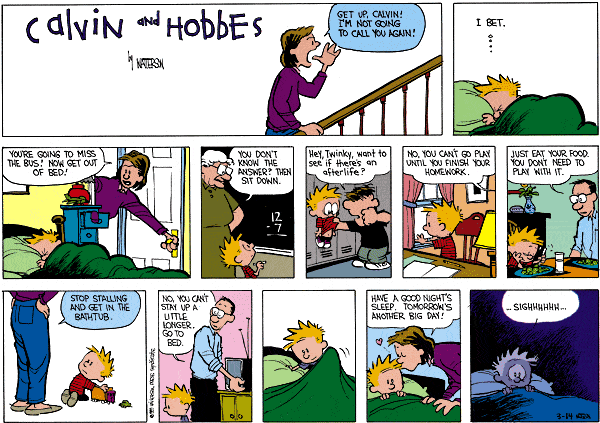 Calvin and HOBBES
by WATERSON
GET UP, CALVIN!
I'M NOT GOING
TO CALL YOU AGAIN!
I BET.
YOU'RE GOING TO MISS
THE BUS! NOW GET OUT
OF BED!
YOU DON'T
KNOW THE
ANSWER? THEN
SIT DOWN.
12
-7
Hey, Twinky, want to
see if there's an
afterlife?
NO, YOU CAN'T GO PLAY
UNTIL YOU FINISH YOUR
HOMEWORK.
JUST EAT YOUR FOOD.
YOU DON'T NEED TO
PLAY WITH IT.
STOP STALLING
AND GET IN THE
BATHTUB.
NO, YOU CAN'T
STAY UP A
LITTLE
LONGER.
GO TO
BED.
HAVE A GOOD NIGHT'S
SLEEP. TOMORROW'S
ANOTHER BIG DAY!
...SIGHHHHHH...